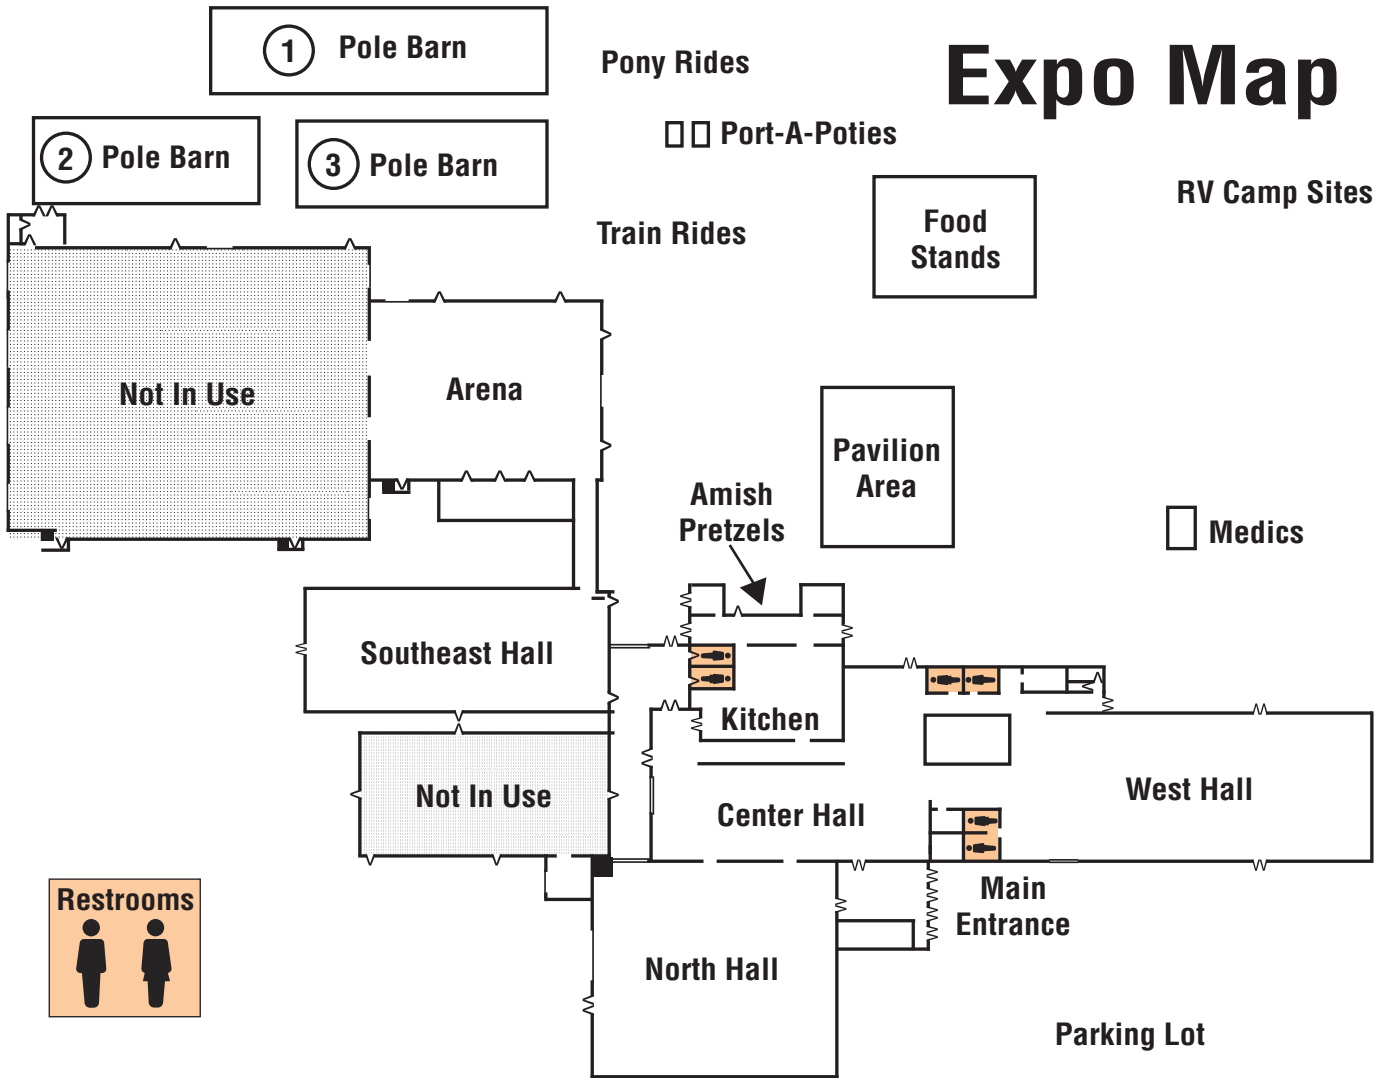 Expo Map
1 Pole Barn
Pony Rides
Port-A-Poties
2 Pole Barn
3 Pole Barn
RV Camp Sites
Train Rides
Food
Stands
Not In Use
Arena
Pavilion
Area
Amish
Pretzels
Medics
Southeast Hall
Kitchen
Not In Use
Center Hall
West Hall
Restrooms
Main
Entrance
North Hall
Parking Lot